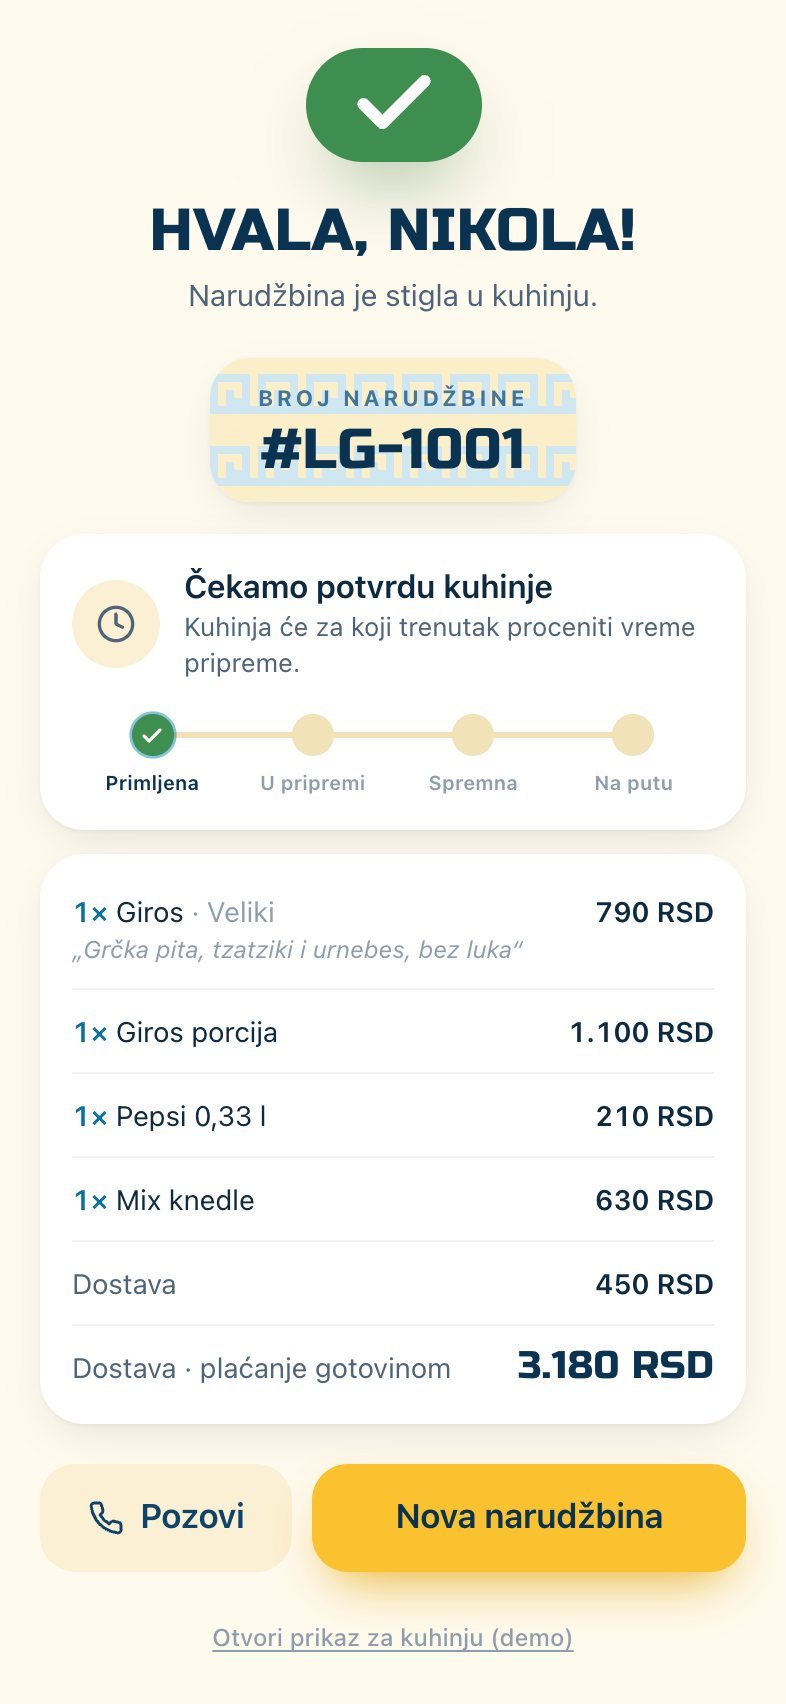 HVALA, NIKOLA!
Narudžbina je stigla u kuhinju.
BROJ NARUDŽBINE
#LG-1001
Čekamo potvrdu kuhinje
Kuhinja će za koji trenutak proceniti vreme
pripreme.
Primljena U pripremi Spremna Na putu
1× Giros · Veliki 790 RSD
„Grčka pita, tzatziki i urnebes, bez luka“
1× Giros porcija 1.100 RSD
1× Pepsi 0,33 l 210 RSD
1× Mix knedle 630 RSD
Dostava 450 RSD
Dostava · plaćanje gotovinom 3.180 RSD
Pozovi Nova narudžbina
Otvori prikaz za kuhinju (demo)